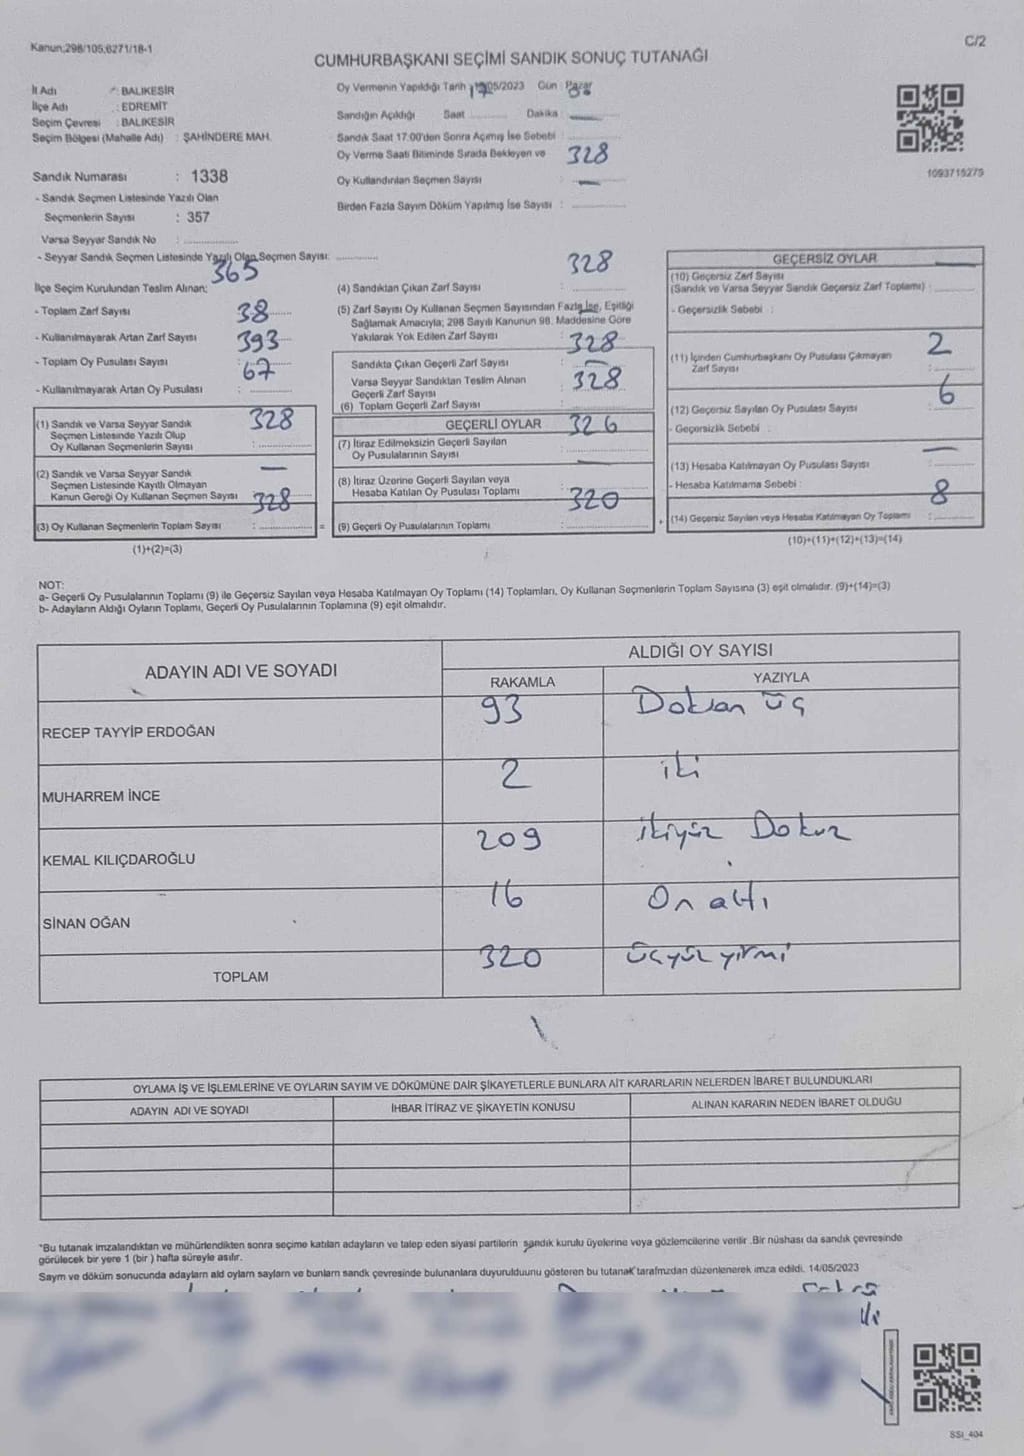 Kanun;298/105,6271/18-1
C/2
CUMHURBAŞKANI SEÇİMİ SANDIK SONUÇ TUTANAĞI
İl Adı : BALIKESİR
İlçe Adı : EDREMİT
Seçim Çevresi : BALIKESİR
Seçim Bölgesi (Mahalle Adı) : ŞAHİNDERE MAH.
Sandık Numarası : 1338
- Sandık Seçmen Listesinde Yazılı Olan
Seçmenlerin Sayısı : 357
Varsa Seyyar Sandık No :
- Seyyar Sandık Seçmen Listesinde Yazılı Olan Seçmen Sayısı:
Oy Vermenin Yapıldığı Tarih 05/2023 Gün : Pazar
Sandığın Açıldığı Saat Dakika :
Sandık Saat 17:00'den Sonra Açımış İse Sebebi :
Oy Verme Saati Bitiminde Sırada Bekleyen ve 328
Oy Kullandırılan Seçmen Sayısı : —
Birden Fazla Sayım Döküm Yapılmış İse Sayısı :
1093715279
365
İlçe Seçim Kurulundan Teslim Alınan;
- Toplam Zarf Sayısı 38
- Kullanılmayarak Artan Zarf Sayısı 393
- Toplam Oy Pusulası Sayısı : 67
- Kullanılmayarak Artan Oy Pusulası :
(1) Sandık ve Varsa Seyyar Sandık 328
Seçmen Listesinde Yazılı Olup
Oy Kullanan Seçmenlerin Sayısı :
(2) Sandık ve Varsa Seyyar Sandık —
Seçmen Listesinde Kayıtlı Olmayan
Kanun Gereği Oy Kullanan Seçmen Sayısı 328
(3) Oy Kullanan Seçmenlerin Toplam Sayısı : =
(1)+(2)=(3)
328
(4) Sandıktan Çıkan Zarf Sayısı :
(5) Zarf Sayısı Oy Kullanan Seçmen Sayısından Fazla İse, Eşitliği
Sağlamak Amacıyla; 298 Sayılı Kanunun 98. Maddesine Göre
Yakılarak Yok Edilen Zarf Sayısı : 328
Sandıkta Çıkan Geçerli Zarf Sayısı : —
Varsa Seyyar Sandıktan Teslim Alınan 328
Geçerli Zarf Sayısı
(6) Toplam Geçerli Zarf Sayısı :
GEÇERLİ OYLAR 326
(7) İtiraz Edilmeksizin Geçerli Sayılan
Oy Pusulalarının Sayısı :
(8) İtiraz Üzerine Geçerli Sayılan veya
Hesaba Katılan Oy Pusulası Toplamı 320
(9) Geçerli Oy Pusulalarının Toplamı :
GEÇERSİZ OYLAR —
(10) Geçersiz Zarf Sayısı
(Sandık ve Varsa Seyyar Sandık Geçersiz Zarf Toplamı) :
- Geçersizlik Sebebi :
2
(11) İçinden Cumhurbaşkanı Oy Pusulası Çıkmayan
Zarf Sayısı :
6
(12) Geçersiz Sayılan Oy Pusulası Sayısı :
- Geçersizlik Sebebi :
(13) Hesaba Katılmayan Oy Pusulası Sayısı : —
- Hesaba Katılmama Sebebi : 8
(14) Geçersiz Sayılan veya Hesaba Katılmayan Oy Toplamı :
(10)+(11)+(12)+(13)=(14)
NOT:
a- Geçerli Oy Pusulalarının Toplamı (9) ile Geçersiz Sayılan veya Hesaba Katılmayan Oy Toplamı (14) Toplamları, Oy Kullanan Seçmenlerin Toplam Sayısına (3) eşit olmalıdır. (9)+(14)=(3)
b- Adayların Aldığı Oyların Toplamı, Geçerli Oy Pusulalarının Toplamına (9) eşit olmalıdır.
ADAYIN ADI VE SOYADI
ALDIĞI OY SAYISI
RAKAMLA YAZIYLA
RECEP TAYYİP ERDOĞAN 93 Doksan üç
MUHARREM İNCE 2 iki
KEMAL KILIÇDAROĞLU 209 ikiyüz Dokuz
SİNAN OĞAN 16 On altı
TOPLAM 320 üçyüz yirmi
OYLAMA İŞ VE İŞLEMLERİNE VE OYLARIN SAYIM VE DÖKÜMÜNE DAİR ŞİKAYETLERLE BUNLARA AİT KARARLARIN NELERDEN İBARET BULUNDUKLARI
ADAYIN ADI VE SOYADI İHBAR İTİRAZ VE ŞİKAYETİN KONUSU ALINAN KARARIN NEDEN İBARET OLDUĞU
*Bu tutanak imzalandıktan ve mühürlendikten sonra seçime katılan adayların ve talep eden siyasi partilerin sandık kurulu üyelerine veya gözlemcilerine verilir .Bir nüshası da sandık çevresinde
görülecek bir yere 1 (bir ) hafta süreyle asılır.
Sayım ve döküm sonucunda adayların ald oyların sayların ve bunların sandk çevresinde bulunanlara duyurulduunu gösteren bu tutanak tarafmzdan düzenlenerek imza edildi. 14/05/2023
SSI_404